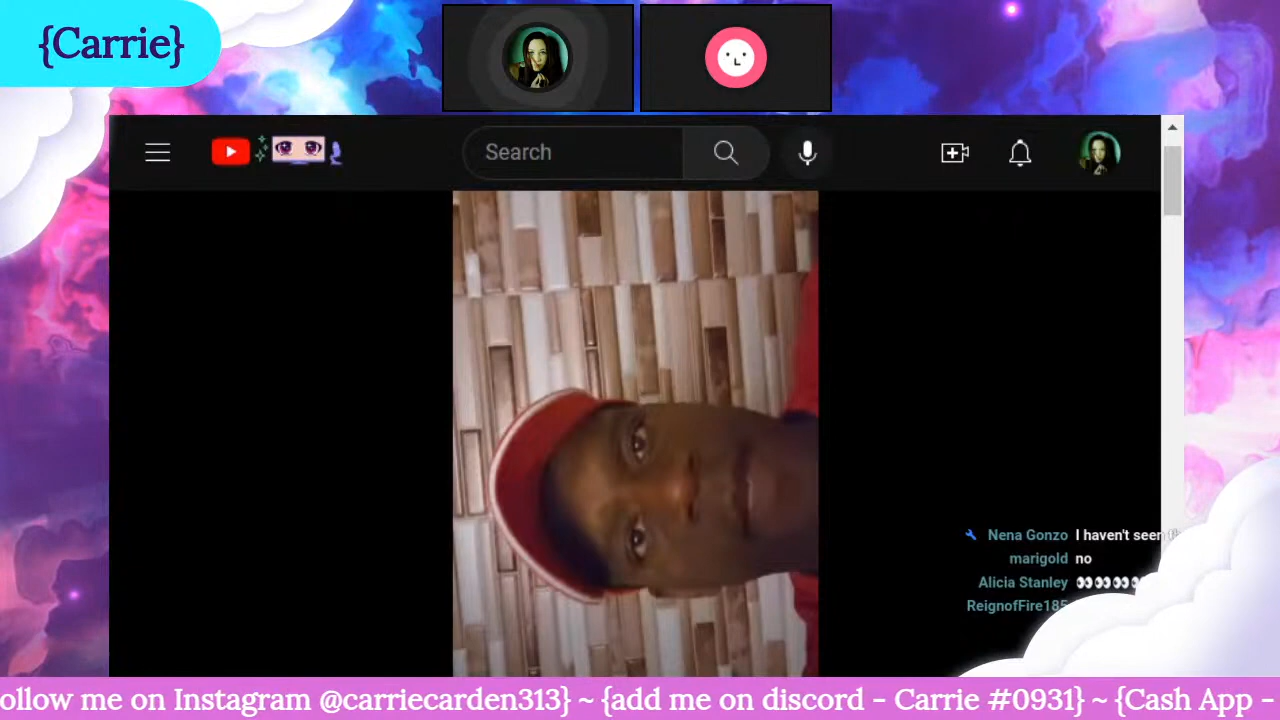 {Carrie}
Search
Nena Gonzo I haven't seen
marigold no
Alicia Stanley 👀👀👀👀
ReignofFire185
ollow me on Instagram @carriecarden313} ~ {add me on discord - Carrie #0931} ~ {Cash App -